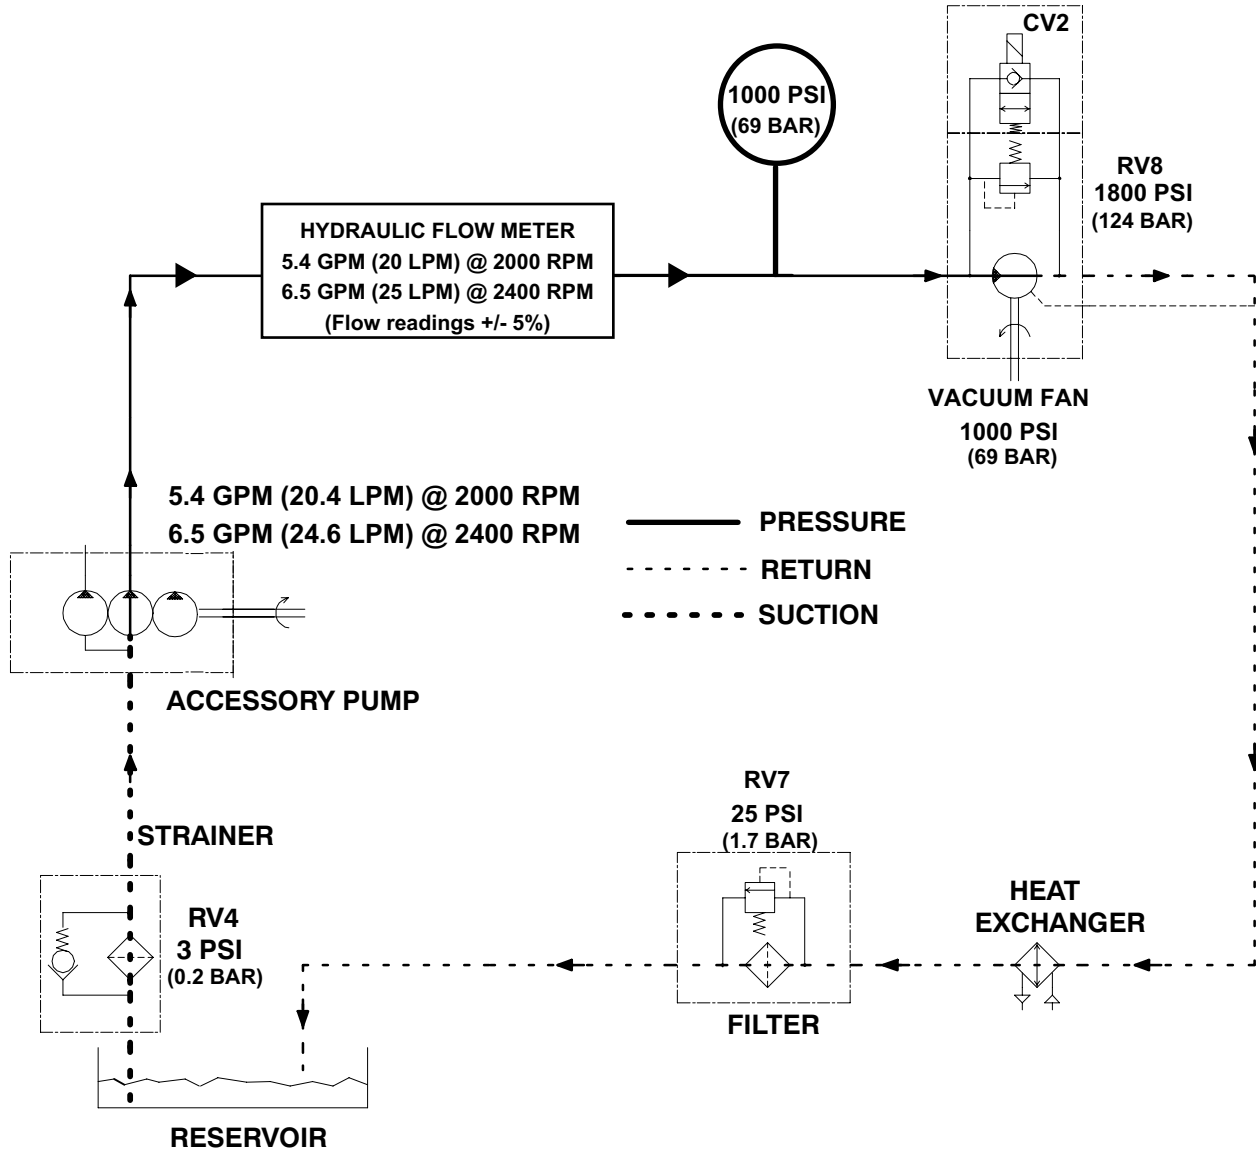 CV2
1000 PSI
(69 BAR)
RV8
1800 PSI
(124 BAR)
HYDRAULIC FLOW METER
5.4 GPM (20 LPM) @ 2000 RPM
6.5 GPM (25 LPM) @ 2400 RPM
(Flow readings +/- 5%)
VACUUM FAN
1000 PSI
(69 BAR)
5.4 GPM (20.4 LPM) @ 2000 RPM
6.5 GPM (24.6 LPM) @ 2400 RPM
PRESSURE
RETURN
SUCTION
ACCESSORY PUMP
STRAINER
RV7
25 PSI
(1.7 BAR)
HEAT
EXCHANGER
RV4
3 PSI
(0.2 BAR)
FILTER
RESERVOIR